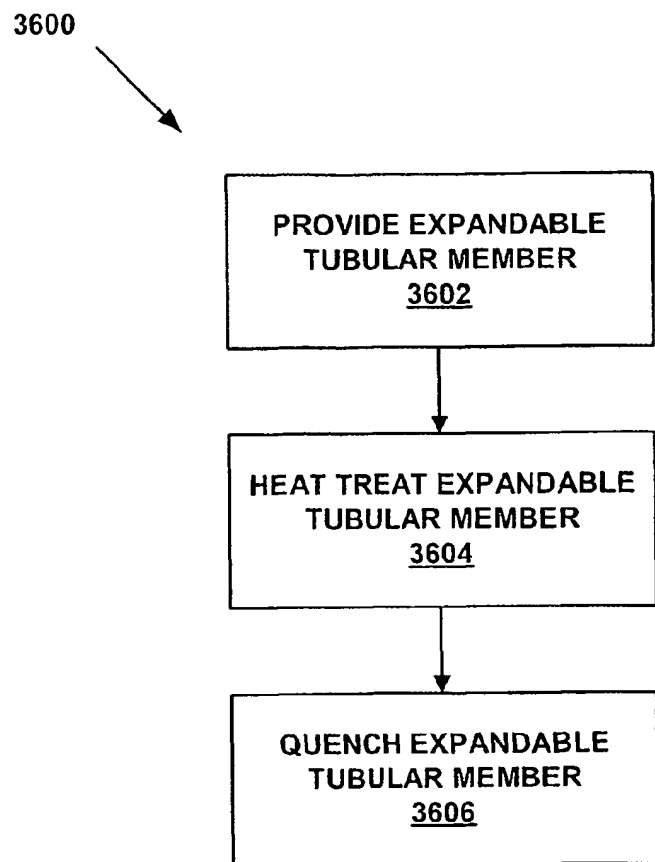 3600
PROVIDE EXPANDABLE
TUBULAR MEMBER
3602
HEAT TREAT EXPANDABLE
TUBULAR MEMBER
3604
QUENCH EXPANDABLE
TUBULAR MEMBER
3606